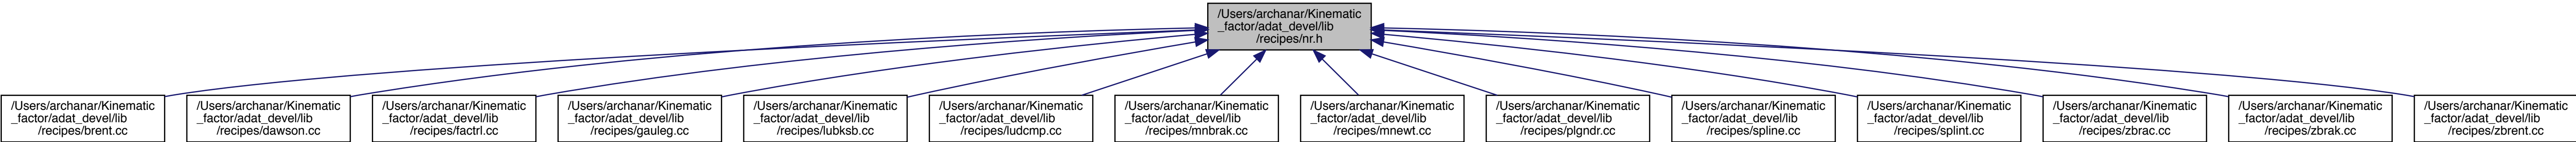 /Users/archanar/Kinematic
_factor/adat_devel/lib
/recipes/nr.h
/Users/archanar/Kinematic
_factor/adat_devel/lib
/recipes/brent.cc
/Users/archanar/Kinematic
_factor/adat_devel/lib
/recipes/dawson.cc
/Users/archanar/Kinematic
_factor/adat_devel/lib
/recipes/factrl.cc
/Users/archanar/Kinematic
_factor/adat_devel/lib
/recipes/gauleg.cc
/Users/archanar/Kinematic
_factor/adat_devel/lib
/recipes/lubksb.cc
/Users/archanar/Kinematic
_factor/adat_devel/lib
/recipes/ludcmp.cc
/Users/archanar/Kinematic
_factor/adat_devel/lib
/recipes/mnbrak.cc
/Users/archanar/Kinematic
_factor/adat_devel/lib
/recipes/mnewt.cc
/Users/archanar/Kinematic
_factor/adat_devel/lib
/recipes/plgndr.cc
/Users/archanar/Kinematic
_factor/adat_devel/lib
/recipes/spline.cc
/Users/archanar/Kinematic
_factor/adat_devel/lib
/recipes/splint.cc
/Users/archanar/Kinematic
_factor/adat_devel/lib
/recipes/zbrac.cc
/Users/archanar/Kinematic
_factor/adat_devel/lib
/recipes/zbrak.cc
/Users/archanar/Kinematic
_factor/adat_devel/lib
/recipes/zbrent.cc